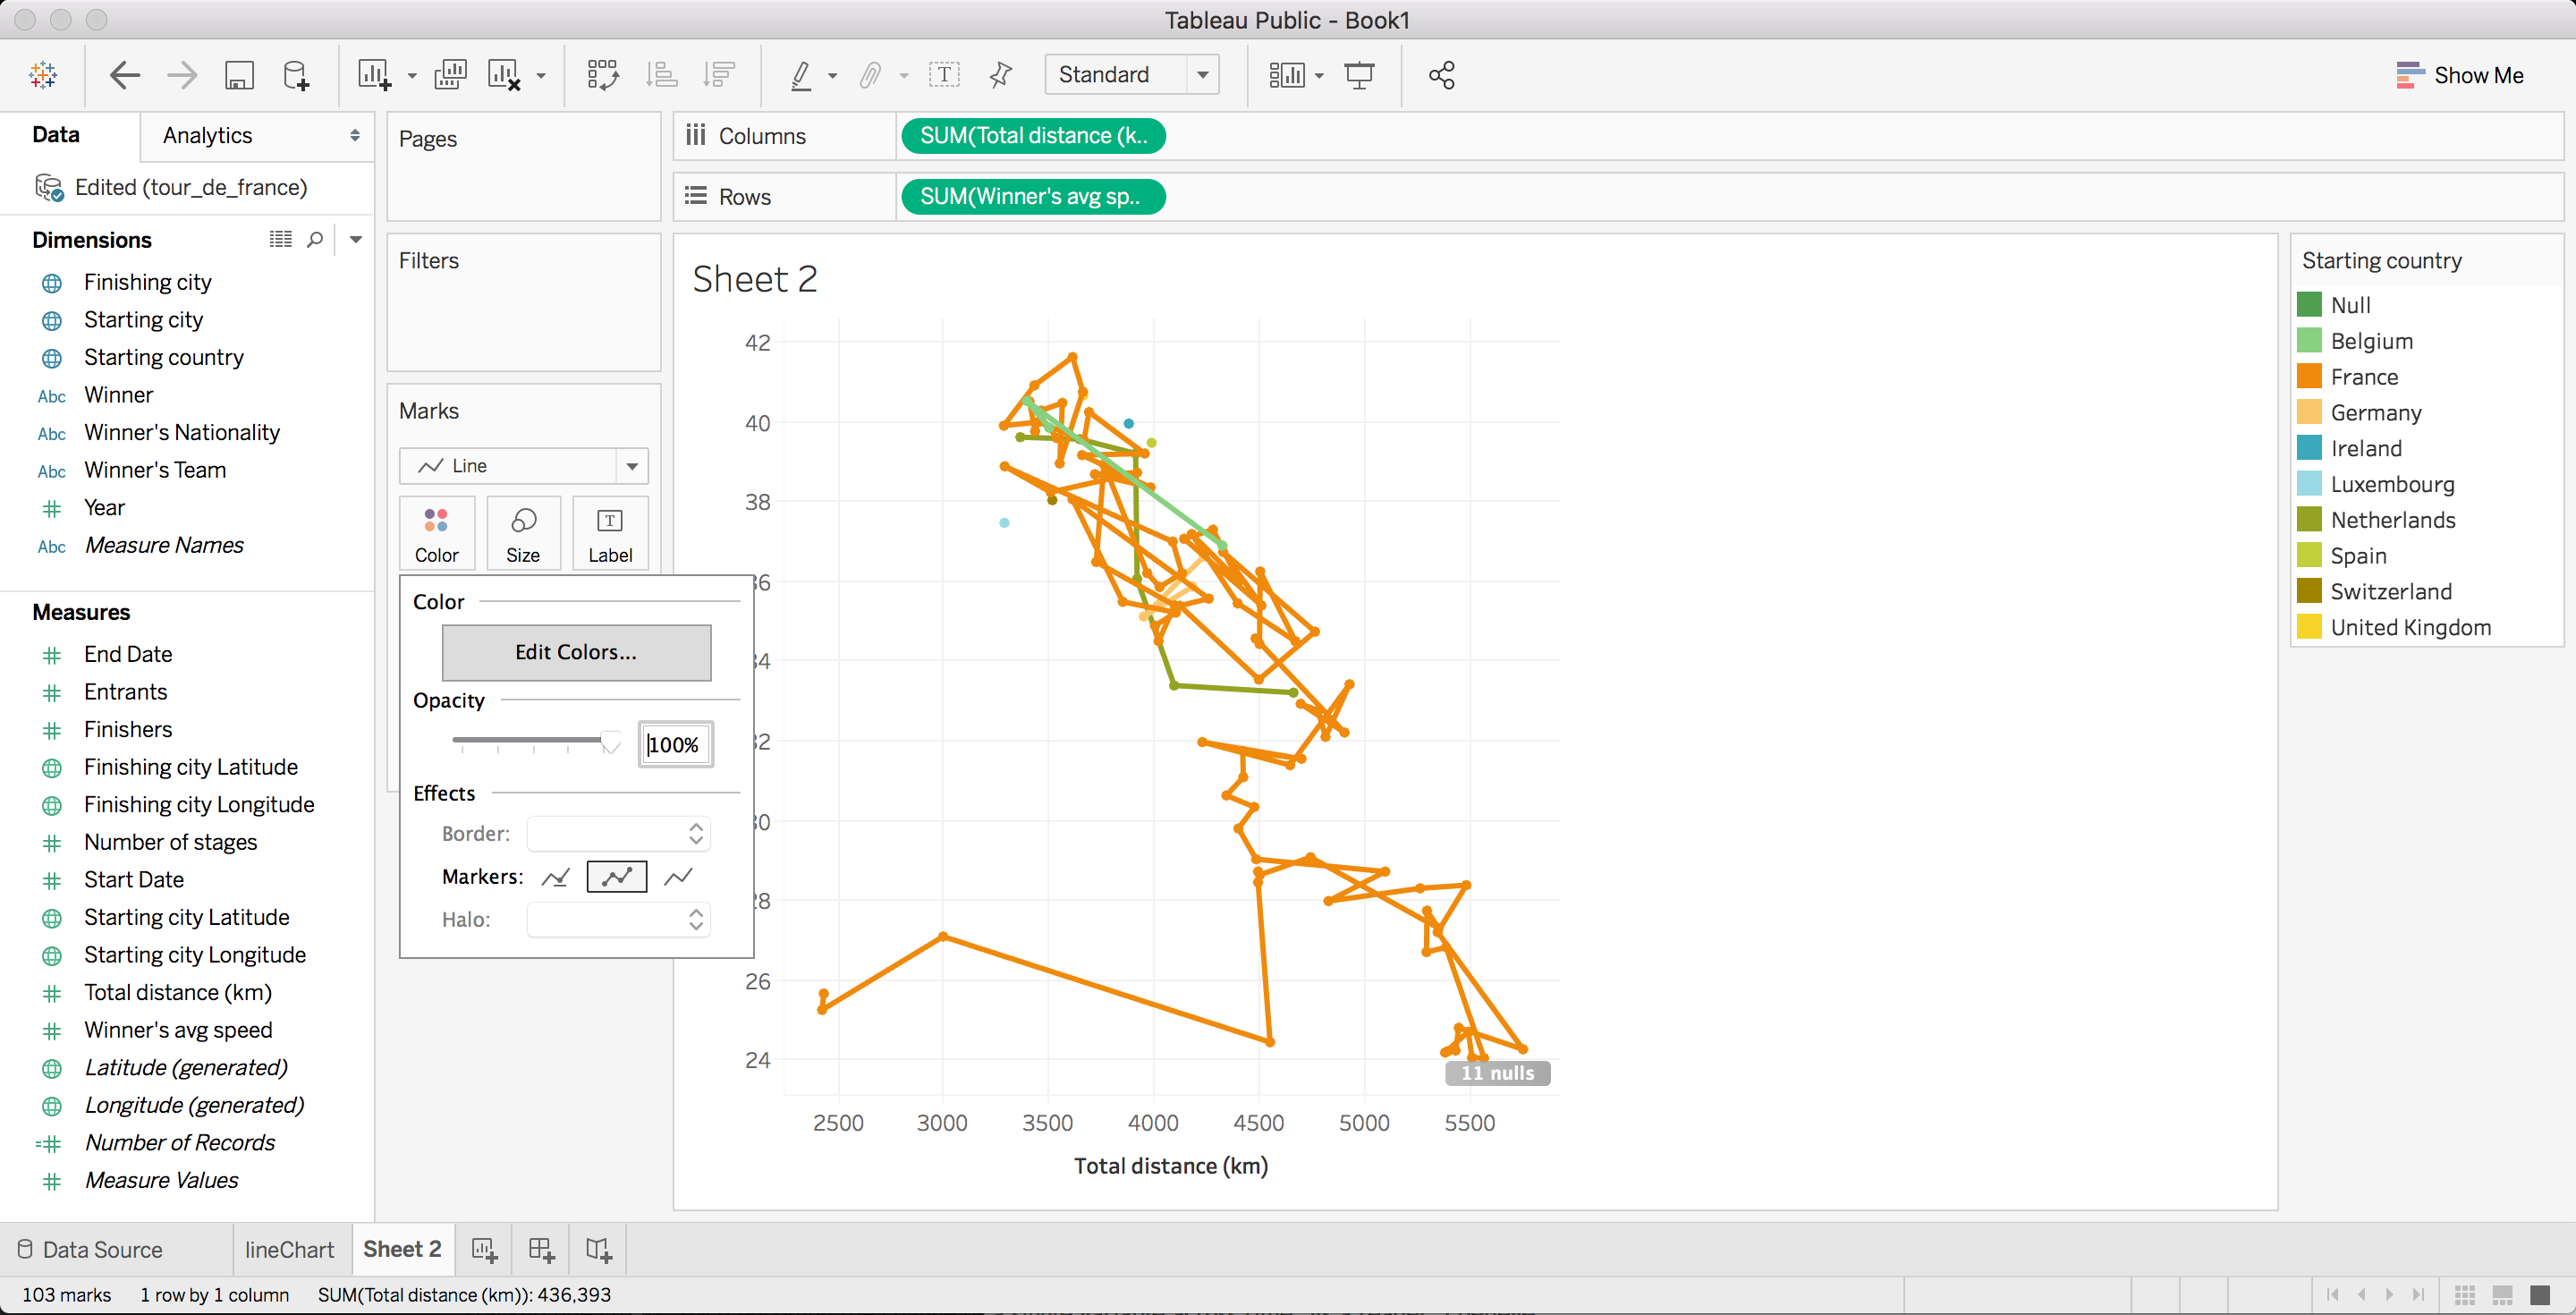 Tableau Public - Book1
Standard
Show Me
Data
Analytics
Pages
Columns
SUM(Total distance (k..
Edited (tour_de_france)
Rows
SUM(Winner's avg sp..
Dimensions
Finishing city
Starting city
Starting country
Abc Winner
Abc Winner's Nationality
Abc Winner's Team
Year
Abc Measure Names
Measures
End Date
Entrants
Finishers
Finishing city Latitude
Finishing city Longitude
Number of stages
Start Date
Starting city Latitude
Starting city Longitude
Total distance (km)
Winner's avg speed
Latitude (generated)
Longitude (generated)
Number of Records
Measure Values
Filters
Marks
Line
Color
Size
Label
Color
Edit Colors...
Opacity
100%
Effects
Border:
Markers:
Halo:
Sheet 2
42
40
38
36
34
32
30
28
26
24
11 nulls
2500
3000
3500
4000
4500
5000
5500
Total distance (km)
Starting country
Null
Belgium
France
Germany
Ireland
Luxembourg
Netherlands
Spain
Switzerland
United Kingdom
Data Source
lineChart
Sheet 2
103 marks
1 row by 1 column
SUM(Total distance (km)): 436,393